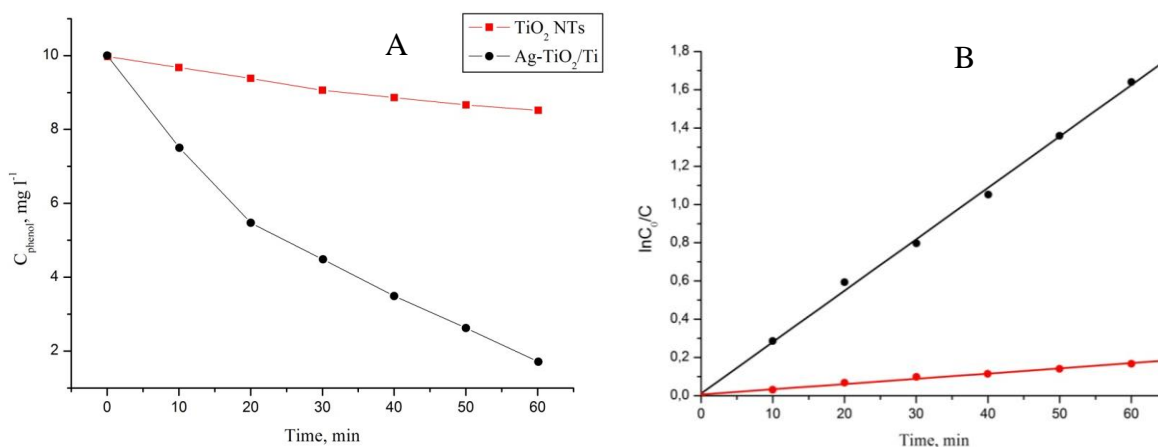 A
TiO₂ NTs
Ag-TiO₂/Ti
10
8
6
4
2
C_phenol, mg l⁻¹
0 10 20 30 40 50 60
Time, min
B
1,8
1,6
1,4
1,2
1,0
0,8
0,6
0,4
0,2
0,0
lnC₀/C
0 10 20 30 40 50 60
Time, min